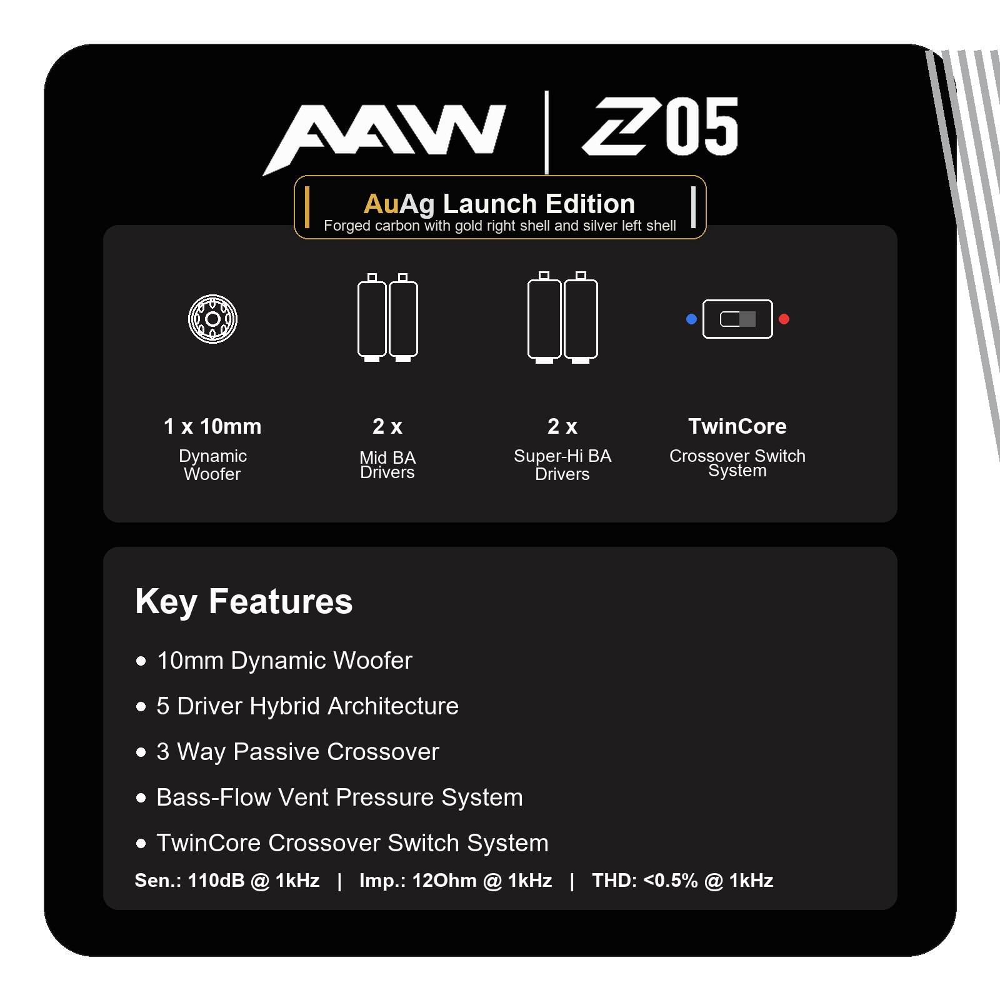 AAW | Z05
AuAg Launch Edition
Forged carbon with gold right shell and silver left shell
1 x 10mm
Dynamic
Woofer
2 x
Mid BA
Drivers
2 x
Super-Hi BA
Drivers
TwinCore
Crossover Switch
System
Key Features
• 10mm Dynamic Woofer
• 5 Driver Hybrid Architecture
• 3 Way Passive Crossover
• Bass-Flow Vent Pressure System
• TwinCore Crossover Switch System
Sen.: 110dB @ 1kHz | Imp.: 12Ohm @ 1kHz | THD: <0.5% @ 1kHz